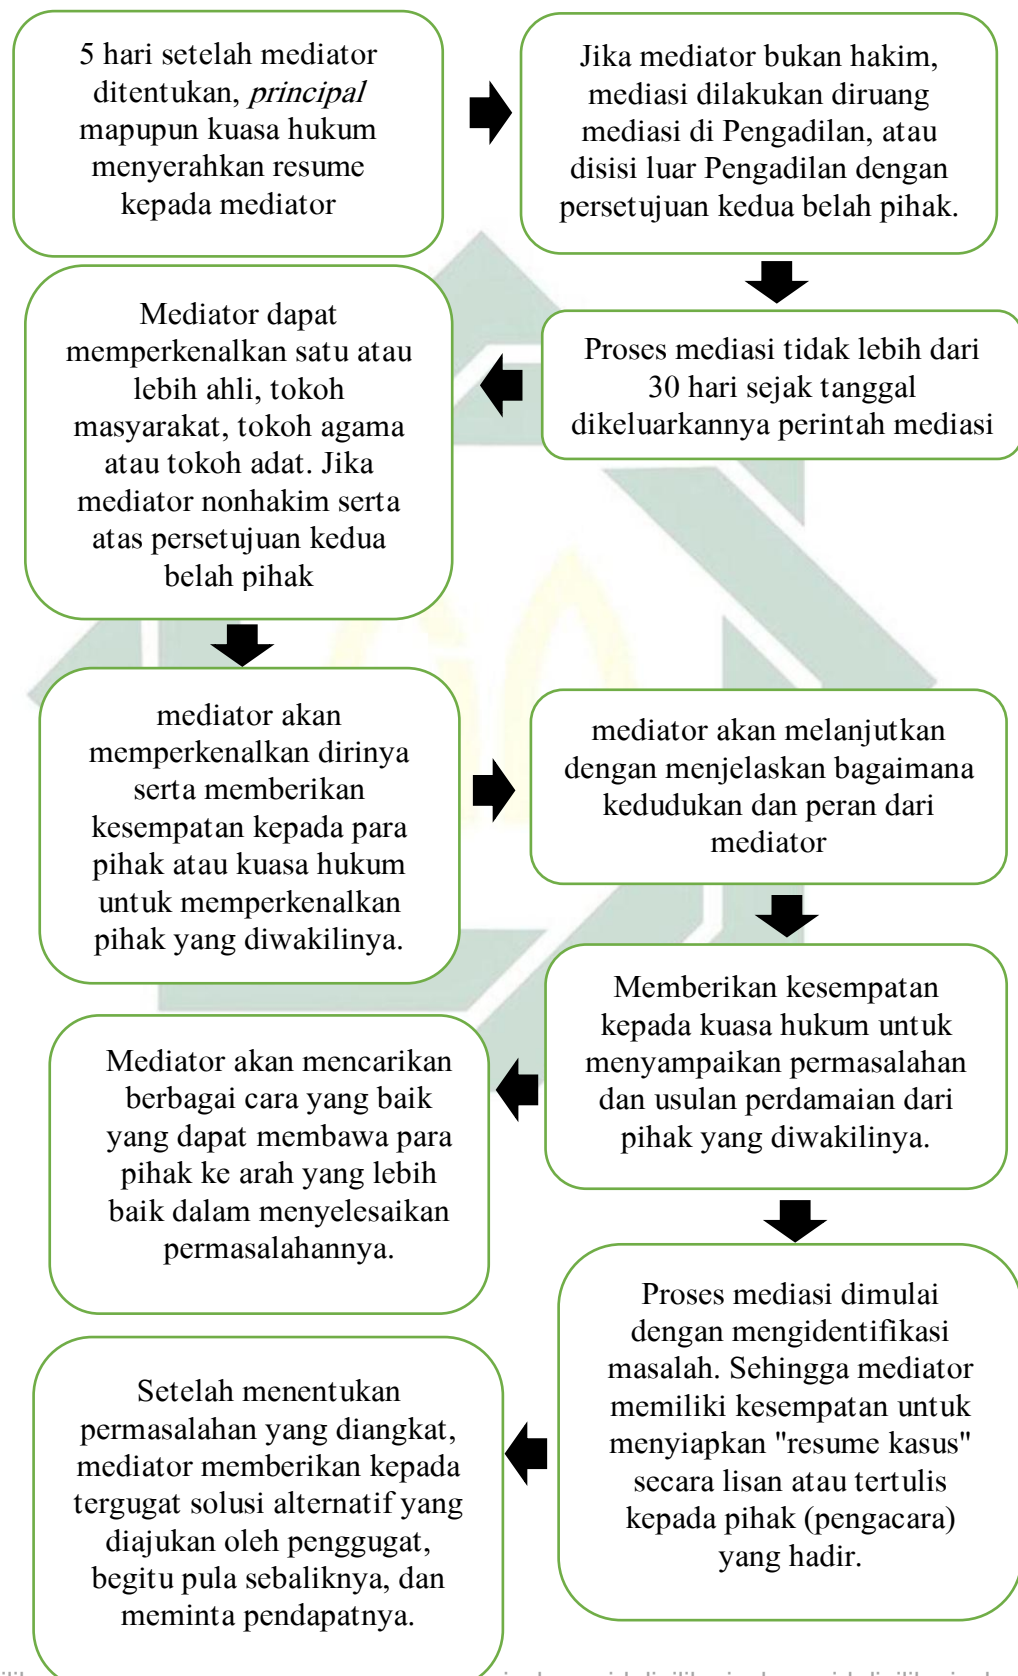 5 hari setelah mediator
ditentukan, principal
mapupun kuasa hukum
menyerahkan resume
kepada mediator
Jika mediator bukan hakim,
mediasi dilakukan diruang
mediasi di Pengadilan, atau
disisi luar Pengadilan dengan
persetujuan kedua belah pihak.
Proses mediasi tidak lebih dari
30 hari sejak tanggal
dikeluarkannya perintah mediasi
Mediator dapat
memperkenalkan satu atau
lebih ahli, tokoh
masyarakat, tokoh agama
atau tokoh adat. Jika
mediator nonhakim serta
atas persetujuan kedua
belah pihak
mediator akan
memperkenalkan dirinya
serta memberikan
kesempatan kepada para
pihak atau kuasa hukum
untuk memperkenalkan
pihak yang diwakilinya.
mediator akan melanjutkan
dengan menjelaskan bagaimana
kedudukan dan peran dari
mediator
Memberikan kesempatan
kepada kuasa hukum untuk
menyampaikan permasalahan
dan usulan perdamaian dari
pihak yang diwakilinya.
Mediator akan mencarikan
berbagai cara yang baik
yang dapat membawa para
pihak ke arah yang lebih
baik dalam menyelesaikan
permasalahannya.
Proses mediasi dimulai
dengan mengidentifikasi
masalah. Sehingga mediator
memiliki kesempatan untuk
menyiapkan "resume kasus"
secara lisan atau tertulis
kepada pihak (pengacara)
yang hadir.
Setelah menentukan
permasalahan yang diangkat,
mediator memberikan kepada
tergugat solusi alternatif yang
diajukan oleh penggugat,
begitu pula sebaliknya, dan
meminta pendapatnya.